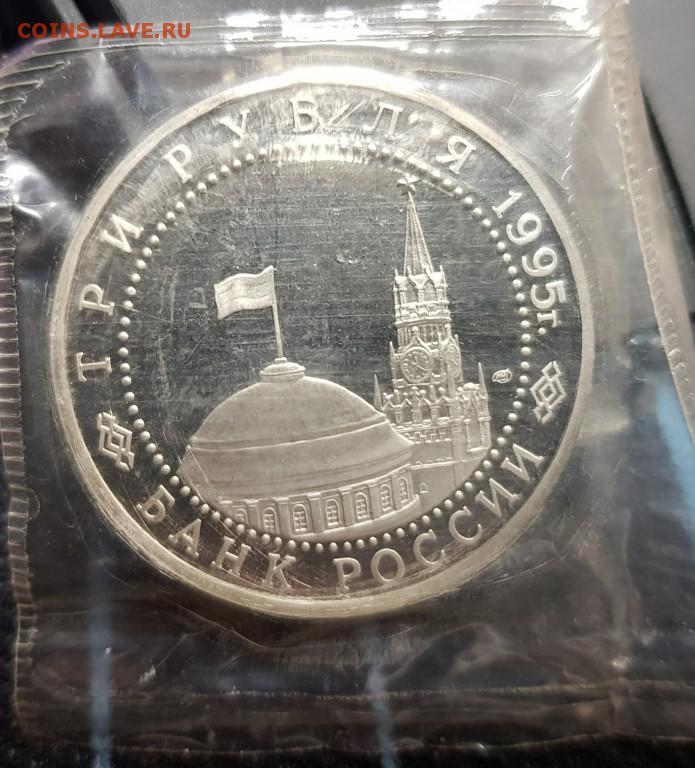 COINS.LAVE.RU
ТРИ РУБЛЯ 1995г.
БАНК РОССИИ